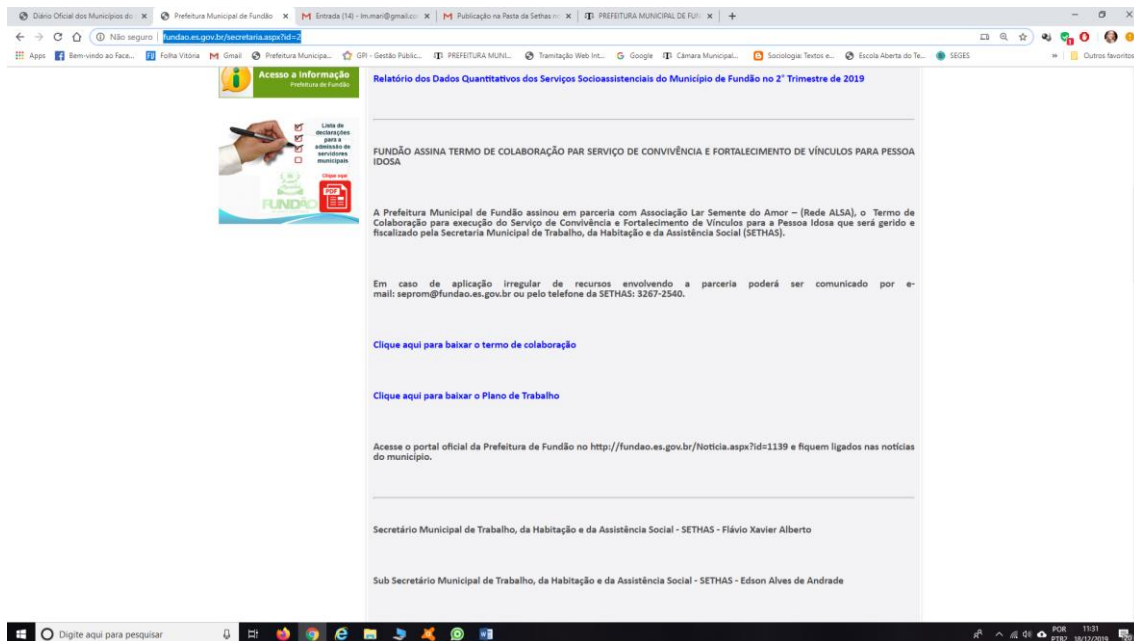 Diário Oficial dos Municípios do
Prefeitura Municipal de Fundão
Entrada (14) - lm.mari@gmail.co
Publicação na Pasta da Sethas no
PREFEITURA MUNICIPAL DE FUN
Não seguro
fundao.es.gov.br/secretaria.aspx?id=2
Apps
Bem-vindo ao Face...
Folha Vitória
Gmail
Prefeitura Municipa...
GPI - Gestão Públic...
PREFEITURA MUNI...
Tramitação Web Int...
Google
Câmara Municipal...
Sociologia: Textos e...
Escola Aberta do Te...
SEGES
Outros favoritos
Acesso a Informação
Prefeitura de Fundão
Lista de
declarações
para a
admissão de
servidores
municipais
Clique aqui
PDF
FUNDÃO
Relatório dos Dados Quantitativos dos Serviços Socioassistenciais do Município de Fundão no 2° Trimestre de 2019
FUNDÃO ASSINA TERMO DE COLABORAÇÃO PAR SERVIÇO DE CONVIVÊNCIA E FORTALECIMENTO DE VÍNCULOS PARA PESSOA
IDOSA
A Prefeitura Municipal de Fundão assinou em parceria com Associação Lar Semente do Amor – (Rede ALSA), o Termo de
Colaboração para execução do Serviço de Convivência e Fortalecimento de Vínculos para a Pessoa Idosa que será gerido e
fiscalizado pela Secretaria Municipal de Trabalho, da Habitação e da Assistência Social (SETHAS).
Em caso de aplicação irregular de recursos envolvendo a parceria poderá ser comunicado por e-
mail: seprom@fundao.es.gov.br ou pelo telefone da SETHAS: 3267-2540.
Clique aqui para baixar o termo de colaboração
Clique aqui para baixar o Plano de Trabalho
Acesse o portal oficial da Prefeitura de Fundão no http://fundao.es.gov.br/Noticia.aspx?id=1139 e fiquem ligados nas notícias
do município.
Secretário Municipal de Trabalho, da Habitação e da Assistência Social - SETHAS - Flávio Xavier Alberto
Sub Secretário Municipal de Trabalho, da Habitação e da Assistência Social - SETHAS - Edson Alves de Andrade
Digite aqui para pesquisar
POR
PTB2
11:31
18/12/2019